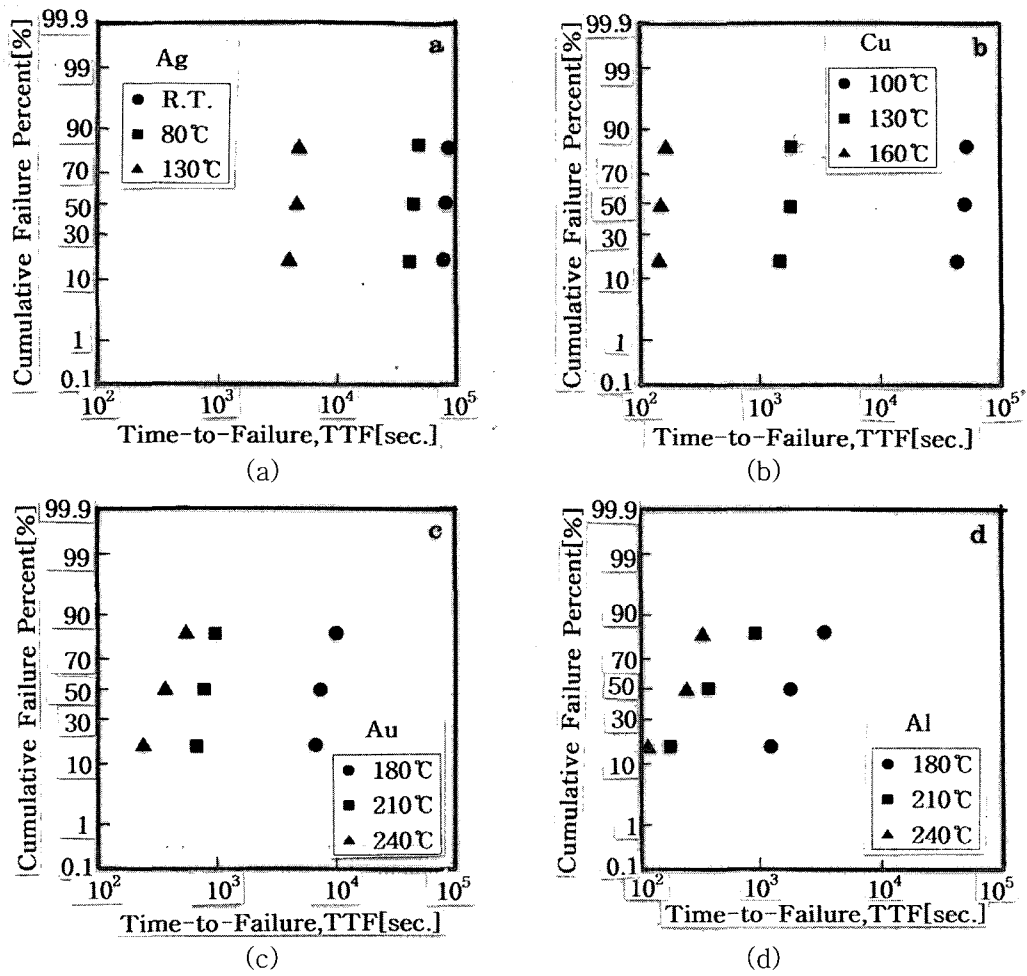 99.9
99
90
70
50
30
10
1
0.1
Cumulative Failure Percent[%]
Ag
R.T.
80℃
130℃
a
10² 10³ 10⁴ 10⁵
Time-to-Failure,TTF[sec.]
(a)
99.9
99
90
70
50
30
10
1
0.1
Cumulative Failure Percent[%]
Cu
100℃
130℃
160℃
b
10² 10³ 10⁴ 10⁵
Time-to-Failure,TTF[sec.]
(b)
99.9
99
90
70
50
30
10
1
0.1
Cumulative Failure Percent[%]
c
Au
180℃
210℃
240℃
10² 10³ 10⁴ 10⁵
Time-to-Failure,TTF[sec.]
(c)
99.9
99
90
70
50
30
10
1
0.1
Cumulative Failure Percent[%]
d
Al
180℃
210℃
240℃
10² 10³ 10⁴ 10⁵
Time-to-Failure,TTF[sec.]
(d)